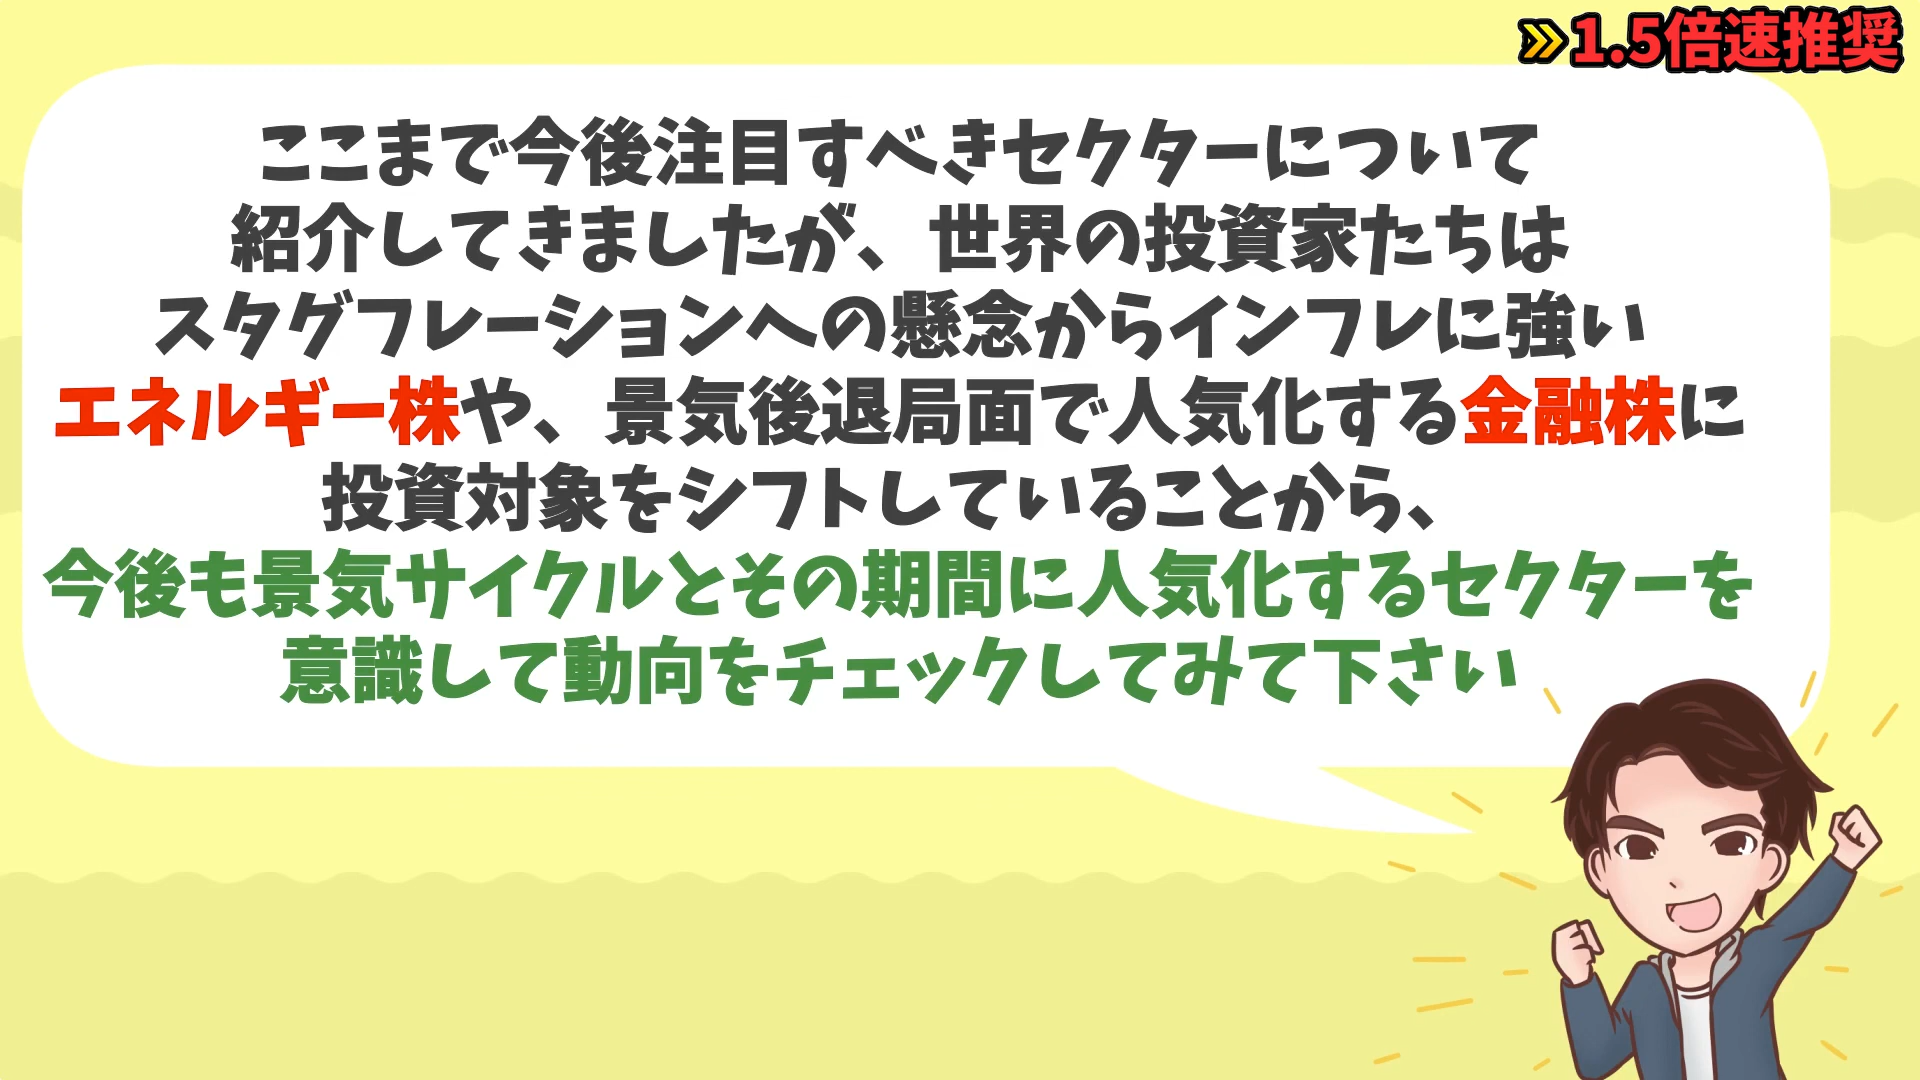 1.5倍速推奨
ここまで今後注目すべきセクターについて
紹介してきましたが、世界の投資家たちは
スタグフレーションへの懸念からインフレに強い
エネルギー株や、景気後退局面で人気化する金融株に
投資対象をシフトしていることから、
今後も景気サイクルとその期間に人気化するセクターを
意識して動向をチェックしてみて下さい